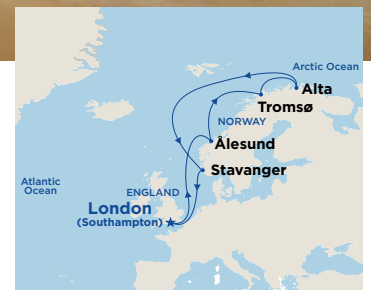 Arctic Ocean
Alta
Tromsø
NORWAY
Ålesund
Stavanger
Atlantic
Ocean
ENGLAND
London
(Southampton)